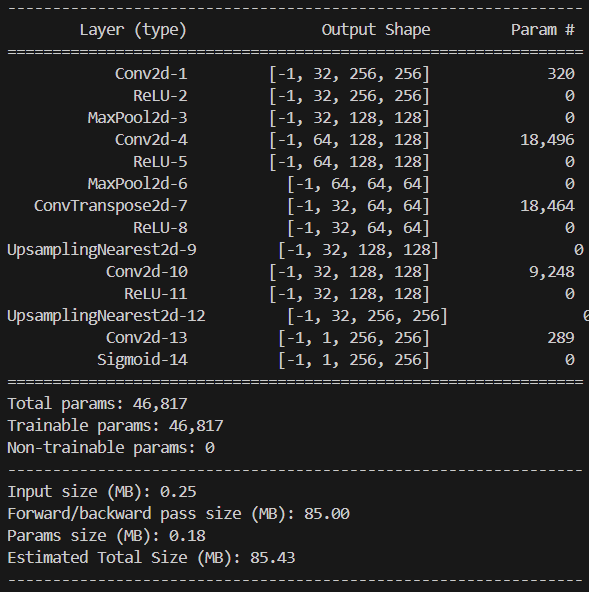 ----------------------------------------------------------------
Layer (type) Output Shape Param #
================================================================
Conv2d-1 [-1, 32, 256, 256] 320
ReLU-2 [-1, 32, 256, 256] 0
MaxPool2d-3 [-1, 32, 128, 128] 0
Conv2d-4 [-1, 64, 128, 128] 18,496
ReLU-5 [-1, 64, 128, 128] 0
MaxPool2d-6 [-1, 64, 64, 64] 0
ConvTranspose2d-7 [-1, 32, 64, 64] 18,464
ReLU-8 [-1, 32, 64, 64] 0
UpsamplingNearest2d-9 [-1, 32, 128, 128] 0
Conv2d-10 [-1, 32, 128, 128] 9,248
ReLU-11 [-1, 32, 128, 128] 0
UpsamplingNearest2d-12 [-1, 32, 256, 256] 0
Conv2d-13 [-1, 1, 256, 256] 289
Sigmoid-14 [-1, 1, 256, 256] 0
================================================================
Total params: 46,817
Trainable params: 46,817
Non-trainable params: 0
----------------------------------------------------------------
Input size (MB): 0.25
Forward/backward pass size (MB): 85.00
Params size (MB): 0.18
Estimated Total Size (MB): 85.43
----------------------------------------------------------------